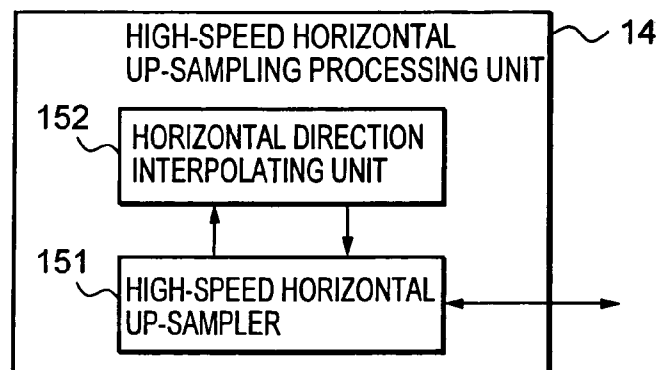 HIGH-SPEED HORIZONTAL
UP-SAMPLING PROCESSING UNIT
14
152
HORIZONTAL DIRECTION
INTERPOLATING UNIT
151
HIGH-SPEED HORIZONTAL
UP-SAMPLER